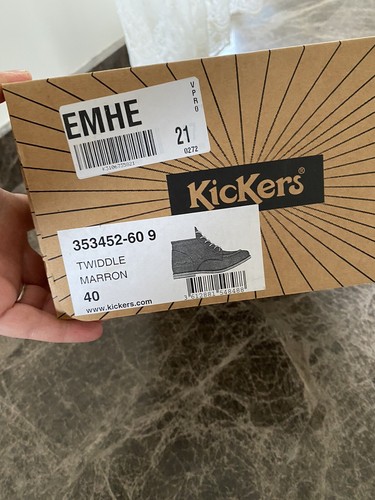 EMHE
VPRO
21
0272
KicKers®
353452-60 9
TWIDDLE
MARRON
40
www.kickers.com